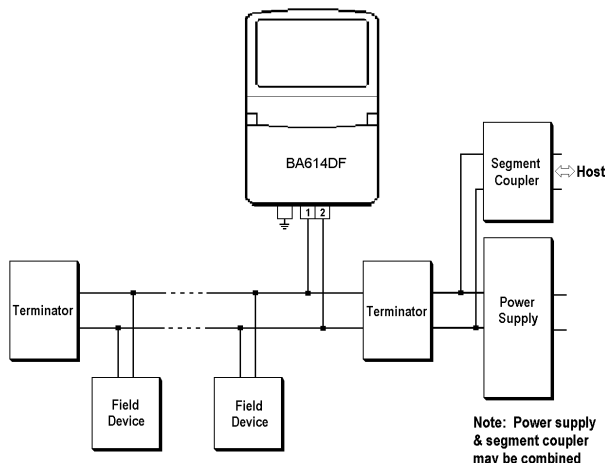 BA614DF
1 2
Segment
Coupler
Host
Terminator
Terminator
Power
Supply
Field
Device
Field
Device
Note: Power supply
& segment coupler
may be combined